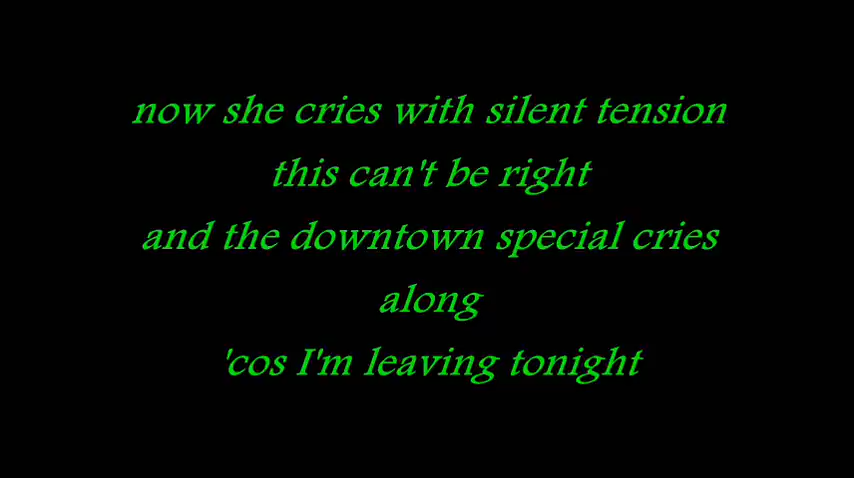 now she cries with silent tension
this can't be right
and the downtown special cries
along
'cos I'm leaving tonight